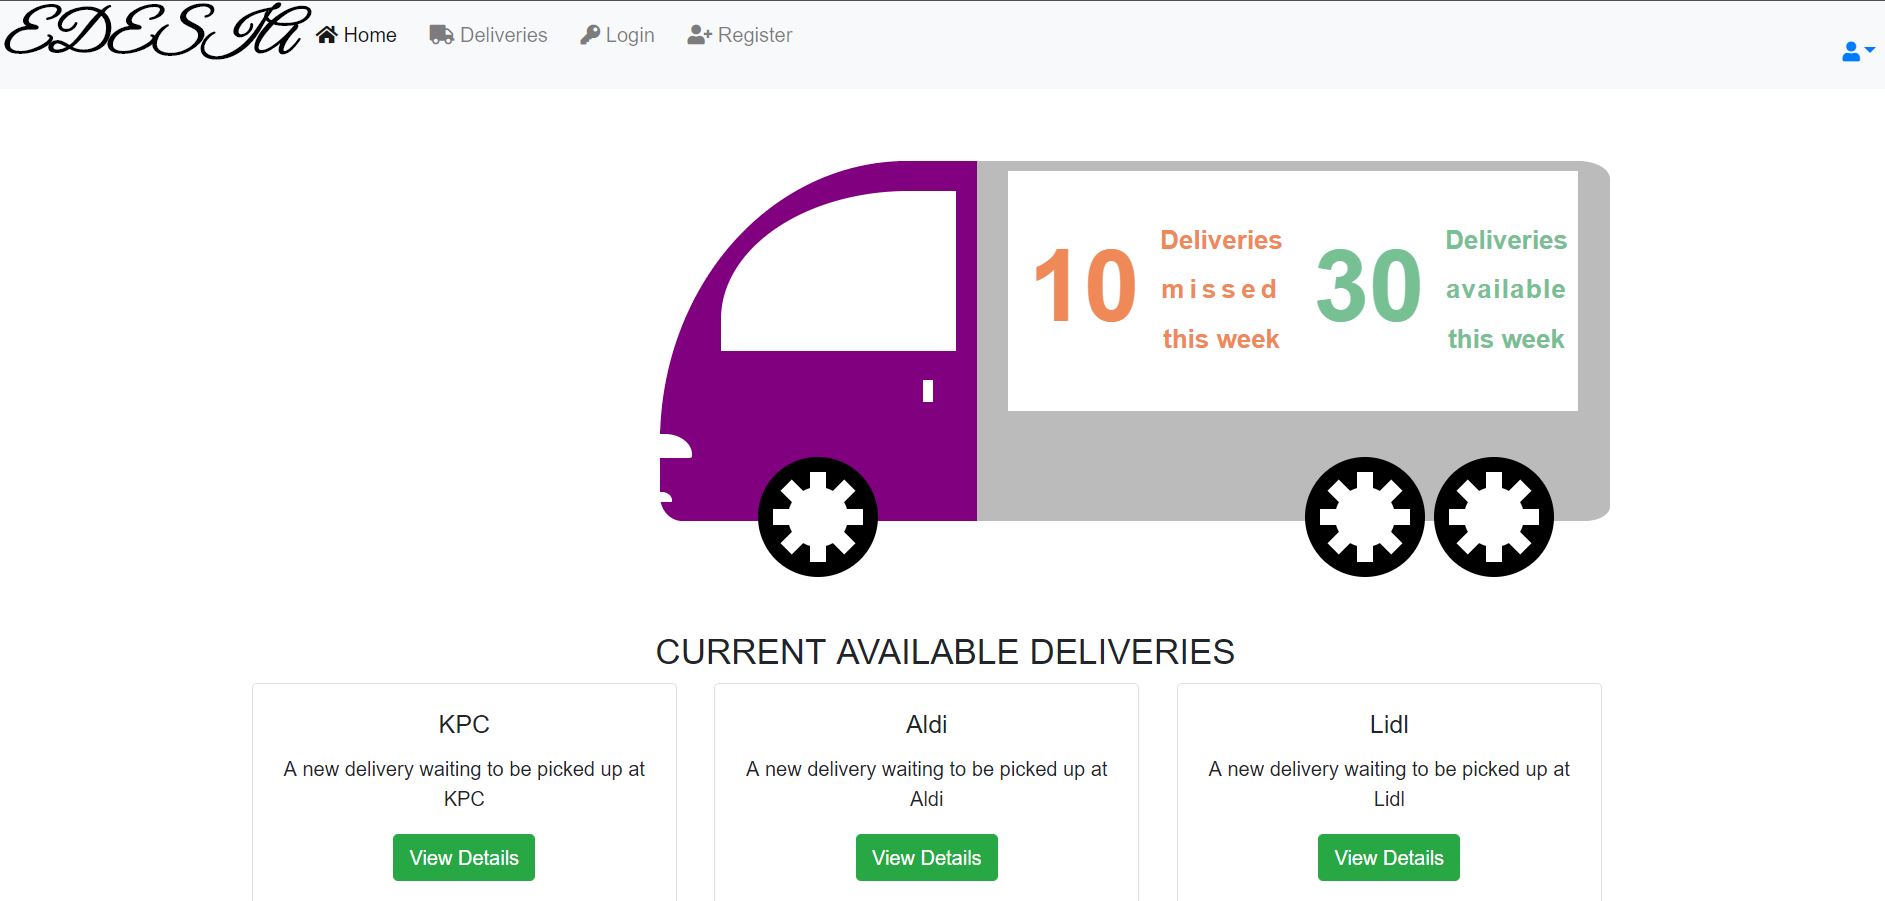 EDESIA Home Deliveries Login Register
10 Deliveries missed this week
30 Deliveries available this week
CURRENT AVAILABLE DELIVERIES
KPC
A new delivery waiting to be picked up at
KPC
View Details
Aldi
A new delivery waiting to be picked up at
Aldi
View Details
Lidl
A new delivery waiting to be picked up at
Lidl
View Details